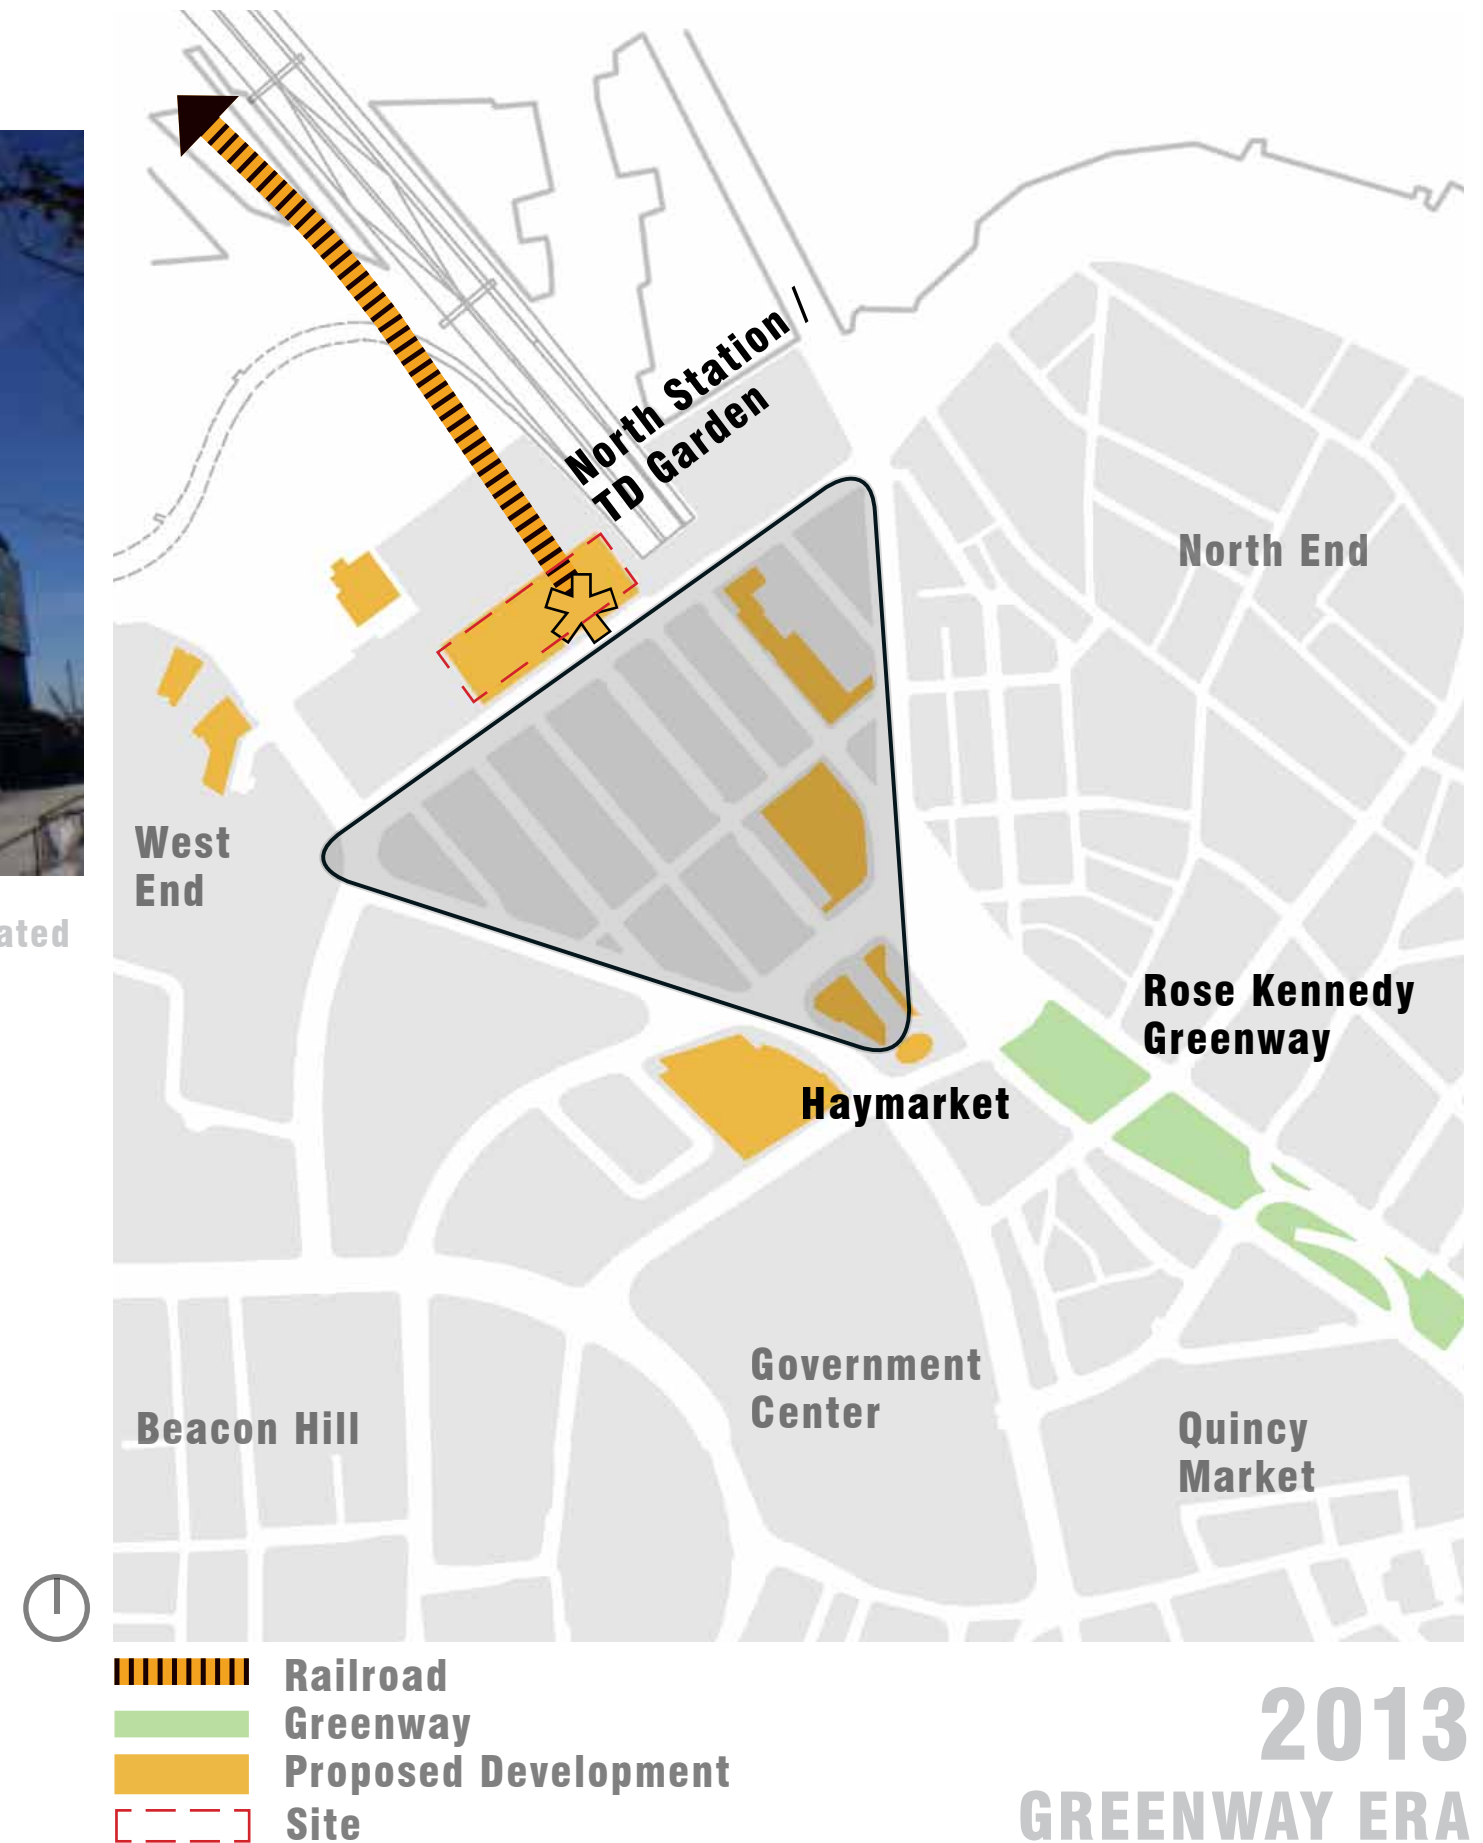 North Station /
TD Garden
North End
West
End
ated
Rose Kennedy
Greenway
Haymarket
Government
Center
Beacon Hill
Quincy
Market
Railroad
Greenway
Proposed Development
Site
2013
GREENWAY ERA